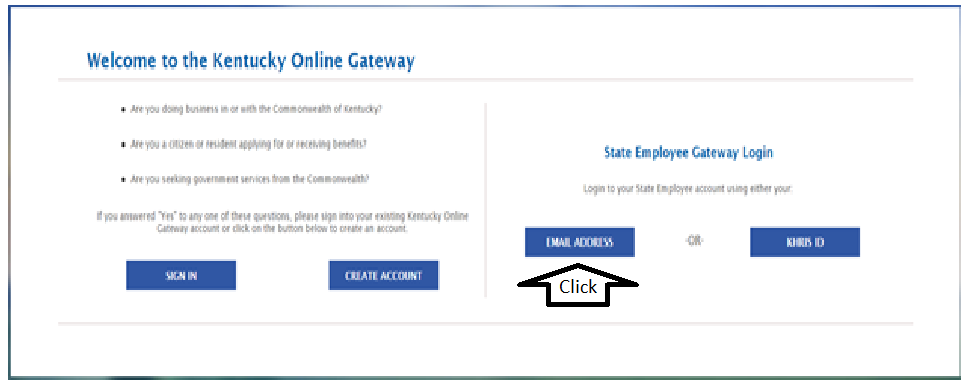 Welcome to the Kentucky Online Gateway
Are you doing business in or with the Commonwealth of Kentucky?
Are you a citizen or resident applying for or receiving benefits?
Are you seeking government services from the Commonwealth?
If you answered "Yes" to any one of these questions, please sign into your existing Kentucky Online
Gateway account or click on the button below to create an account.
SIGN IN
CREATE ACCOUNT
State Employee Gateway Login
Login to your State Employee account using either your:
EMAIL ADDRESS
-OR-
KHRIS ID
Click